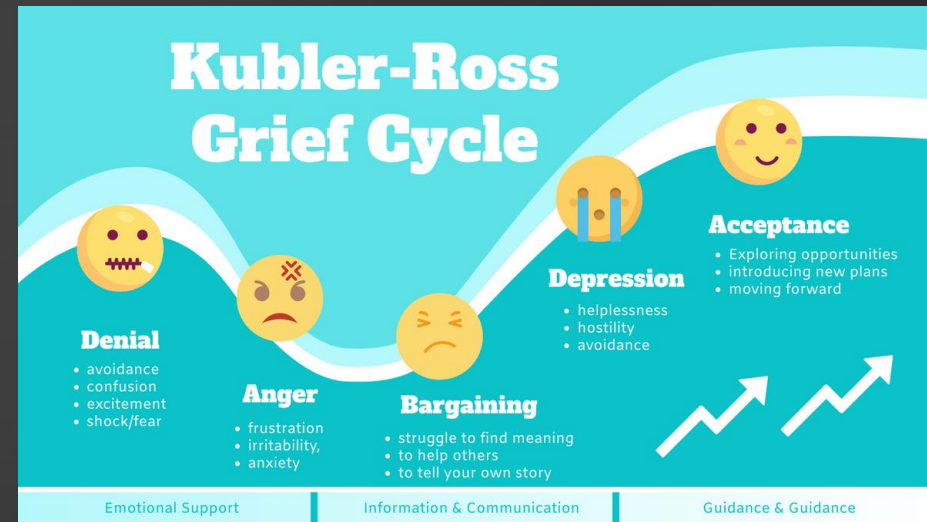 Kubler-Ross
Grief Cycle
Denial
• avoidance
• confusion
• excitement
• shock/fear
Anger
• frustration
• irritability,
• anxiety
Bargaining
• struggle to find meaning
• to help others
• to tell your own story
Depression
• helplessness
• hostility
• avoidance
Acceptance
• Exploring opportunities
• introducing new plans
• moving forward
Emotional Support
Information & Communication
Guidance & Guidance